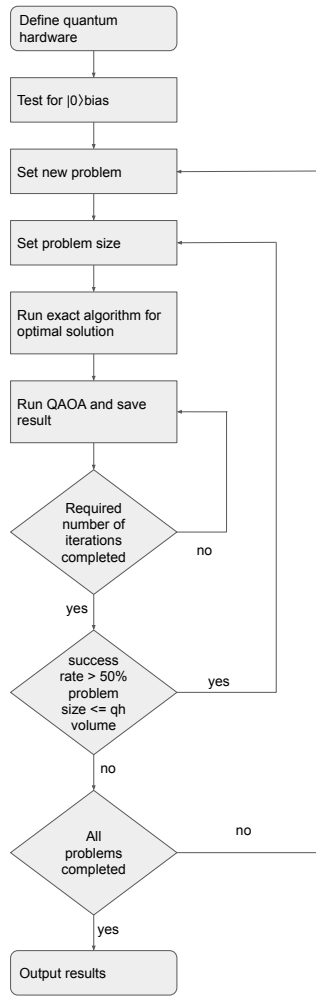 Define quantum
hardware
Test for |0⟩bias
Set new problem
Set problem size
Run exact algorithm for
optimal solution
Run QAOA and save
result
Required
number of
iterations
completed
no
yes
success
rate > 50%
problem
size <= qh
volume
yes
no
All
problems
completed
no
yes
Output results